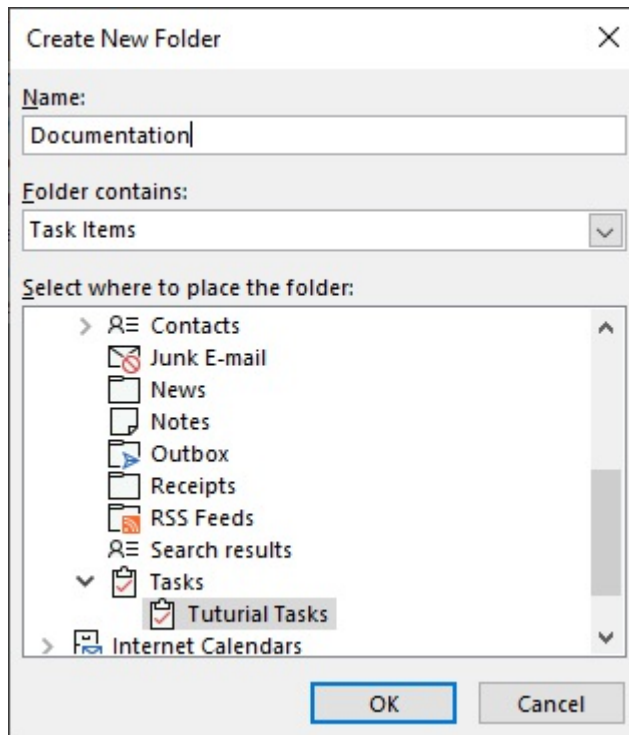 Create New Folder
Name:
Documentation
Folder contains:
Task Items
Select where to place the folder:
Contacts
Junk E-mail
News
Notes
Outbox
Receipts
RSS Feeds
Search results
Tasks
Tuturial Tasks
Internet Calendars
OK Cancel